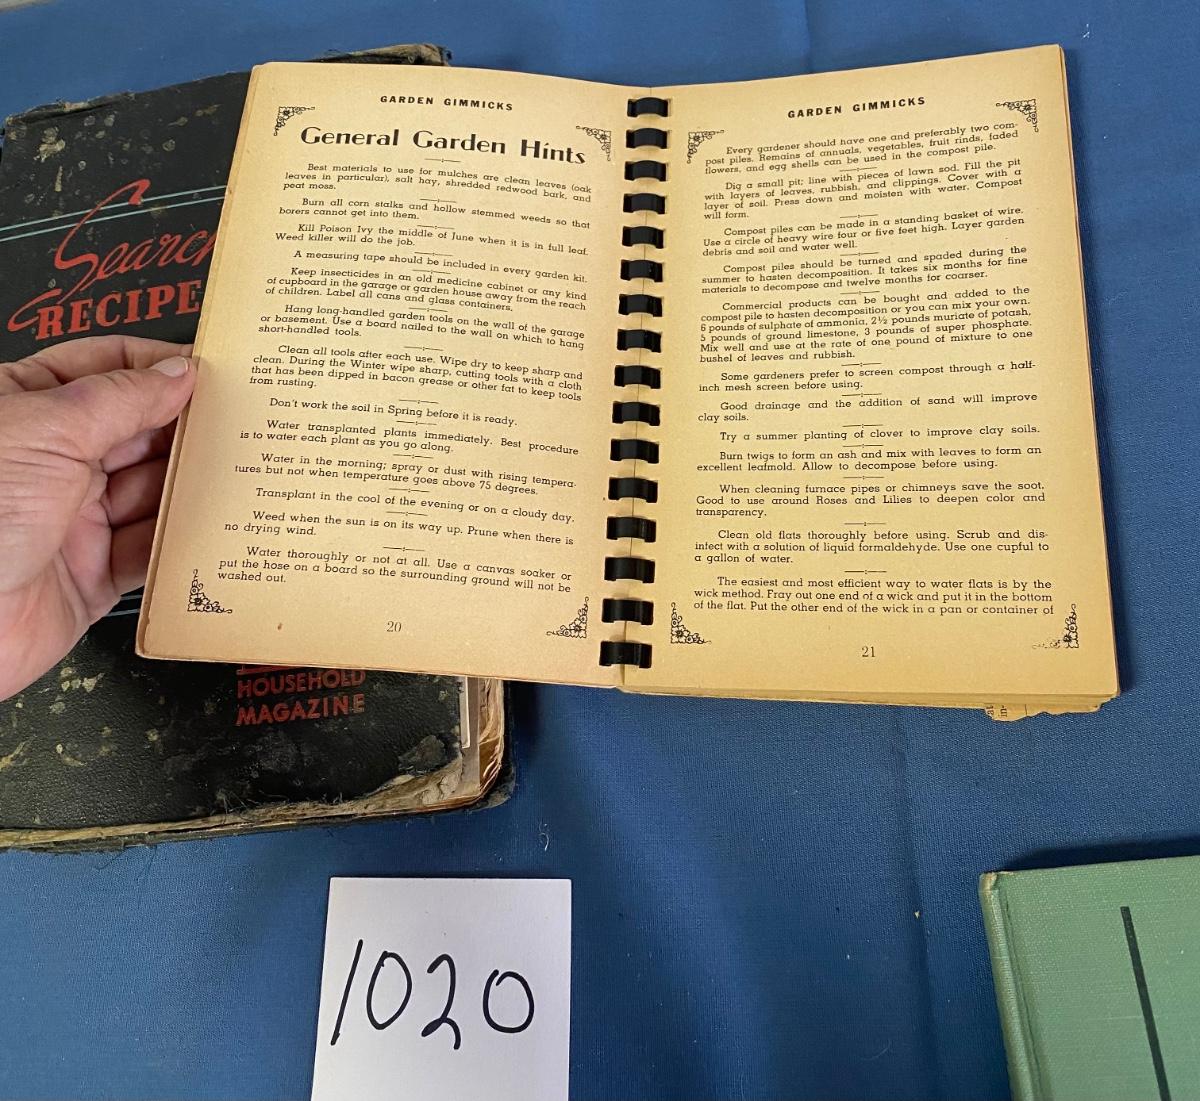 GARDEN GIMMICKS
General Garden Hints
Best materials to use for mulches are clean leaves (oak
leaves in particular), salt hay, shredded redwood bark, and
peat moss.
Burn all corn stalks and hollow stemmed weeds so that
borers cannot get into them.
Kill Poison Ivy the middle of June when it is in full leaf.
Weed killer will do the job.
A measuring tape should be included in every garden kit.
Keep insecticides in an old medicine cabinet or any kind
of cupboard in the garage or garden house away from the reach
of children. Label all cans and glass containers.
Hang long-handled garden tools on the wall of the garage
or basement. Use a board nailed to the wall on which to hang
short-handled tools.
Clean all tools after each use. Wipe dry to keep sharp and
clean. During the Winter wipe sharp, cutting tools with a cloth
that has been dipped in bacon grease or other fat to keep tools
from rusting.
Don't work the soil in Spring before it is ready.
Water transplanted plants immediately. Best procedure
is to water each plant as you go along.
Water in the morning; spray or dust with rising tempera-
tures but not when temperature goes above 75 degrees.
Transplant in the cool of the evening or on a cloudy day.
Weed when the sun is on its way up. Prune when there is
no drying wind.
Water thoroughly or not at all. Use a canvas soaker or
put the hose on a board so the surrounding ground will not be
washed out.
20
GARDEN GIMMICKS
Every gardener should have one and preferably two com-
post piles. Remains of annuals, vegetables, fruit rinds, faded
flowers, and egg shells can be used in the compost pile.
Dig a small pit; line with pieces of lawn sod. Fill the pit
with layers of leaves, rubbish, and clippings. Cover with a
layer of soil. Press down and moisten with water. Compost
will form.
Compost piles can be made in a standing basket of wire.
Use a circle of heavy wire four or five feet high. Layer garden
debris and soil and water well.
Compost piles should be turned and spaded during the
summer to hasten decomposition. It takes six months for fine
materials to decompose and twelve months for coarser.
Commercial products can be bought and added to the
compost pile to hasten decomposition or you can mix your own.
6 pounds of sulphate of ammonia, 2½ pounds muriate of potash,
5 pounds of ground limestone, 3 pounds of super phosphate.
Mix well and use at the rate of one pound of mixture to one
bushel of leaves and rubbish.
Some gardeners prefer to screen compost through a half-
inch mesh screen before using.
Good drainage and the addition of sand will improve
clay soils.
Try a summer planting of clover to improve clay soils.
Burn twigs to form an ash and mix with leaves to form an
excellent leafmold. Allow to decompose before using.
When cleaning furnace pipes or chimneys save the soot.
Good to use around Roses and Lilies to deepen color and
transparency.
Clean old flats thoroughly before using. Scrub and dis-
infect with a solution of liquid formaldehyde. Use one cupful to
a gallon of water.
The easiest and most efficient way to water flats is by the
wick method. Fray out one end of a wick and put it in the bottom
of the flat. Put the other end of the wick in a pan or container of
21
Search
RECIPE
HOUSEHOLD
MAGAZINE
1020